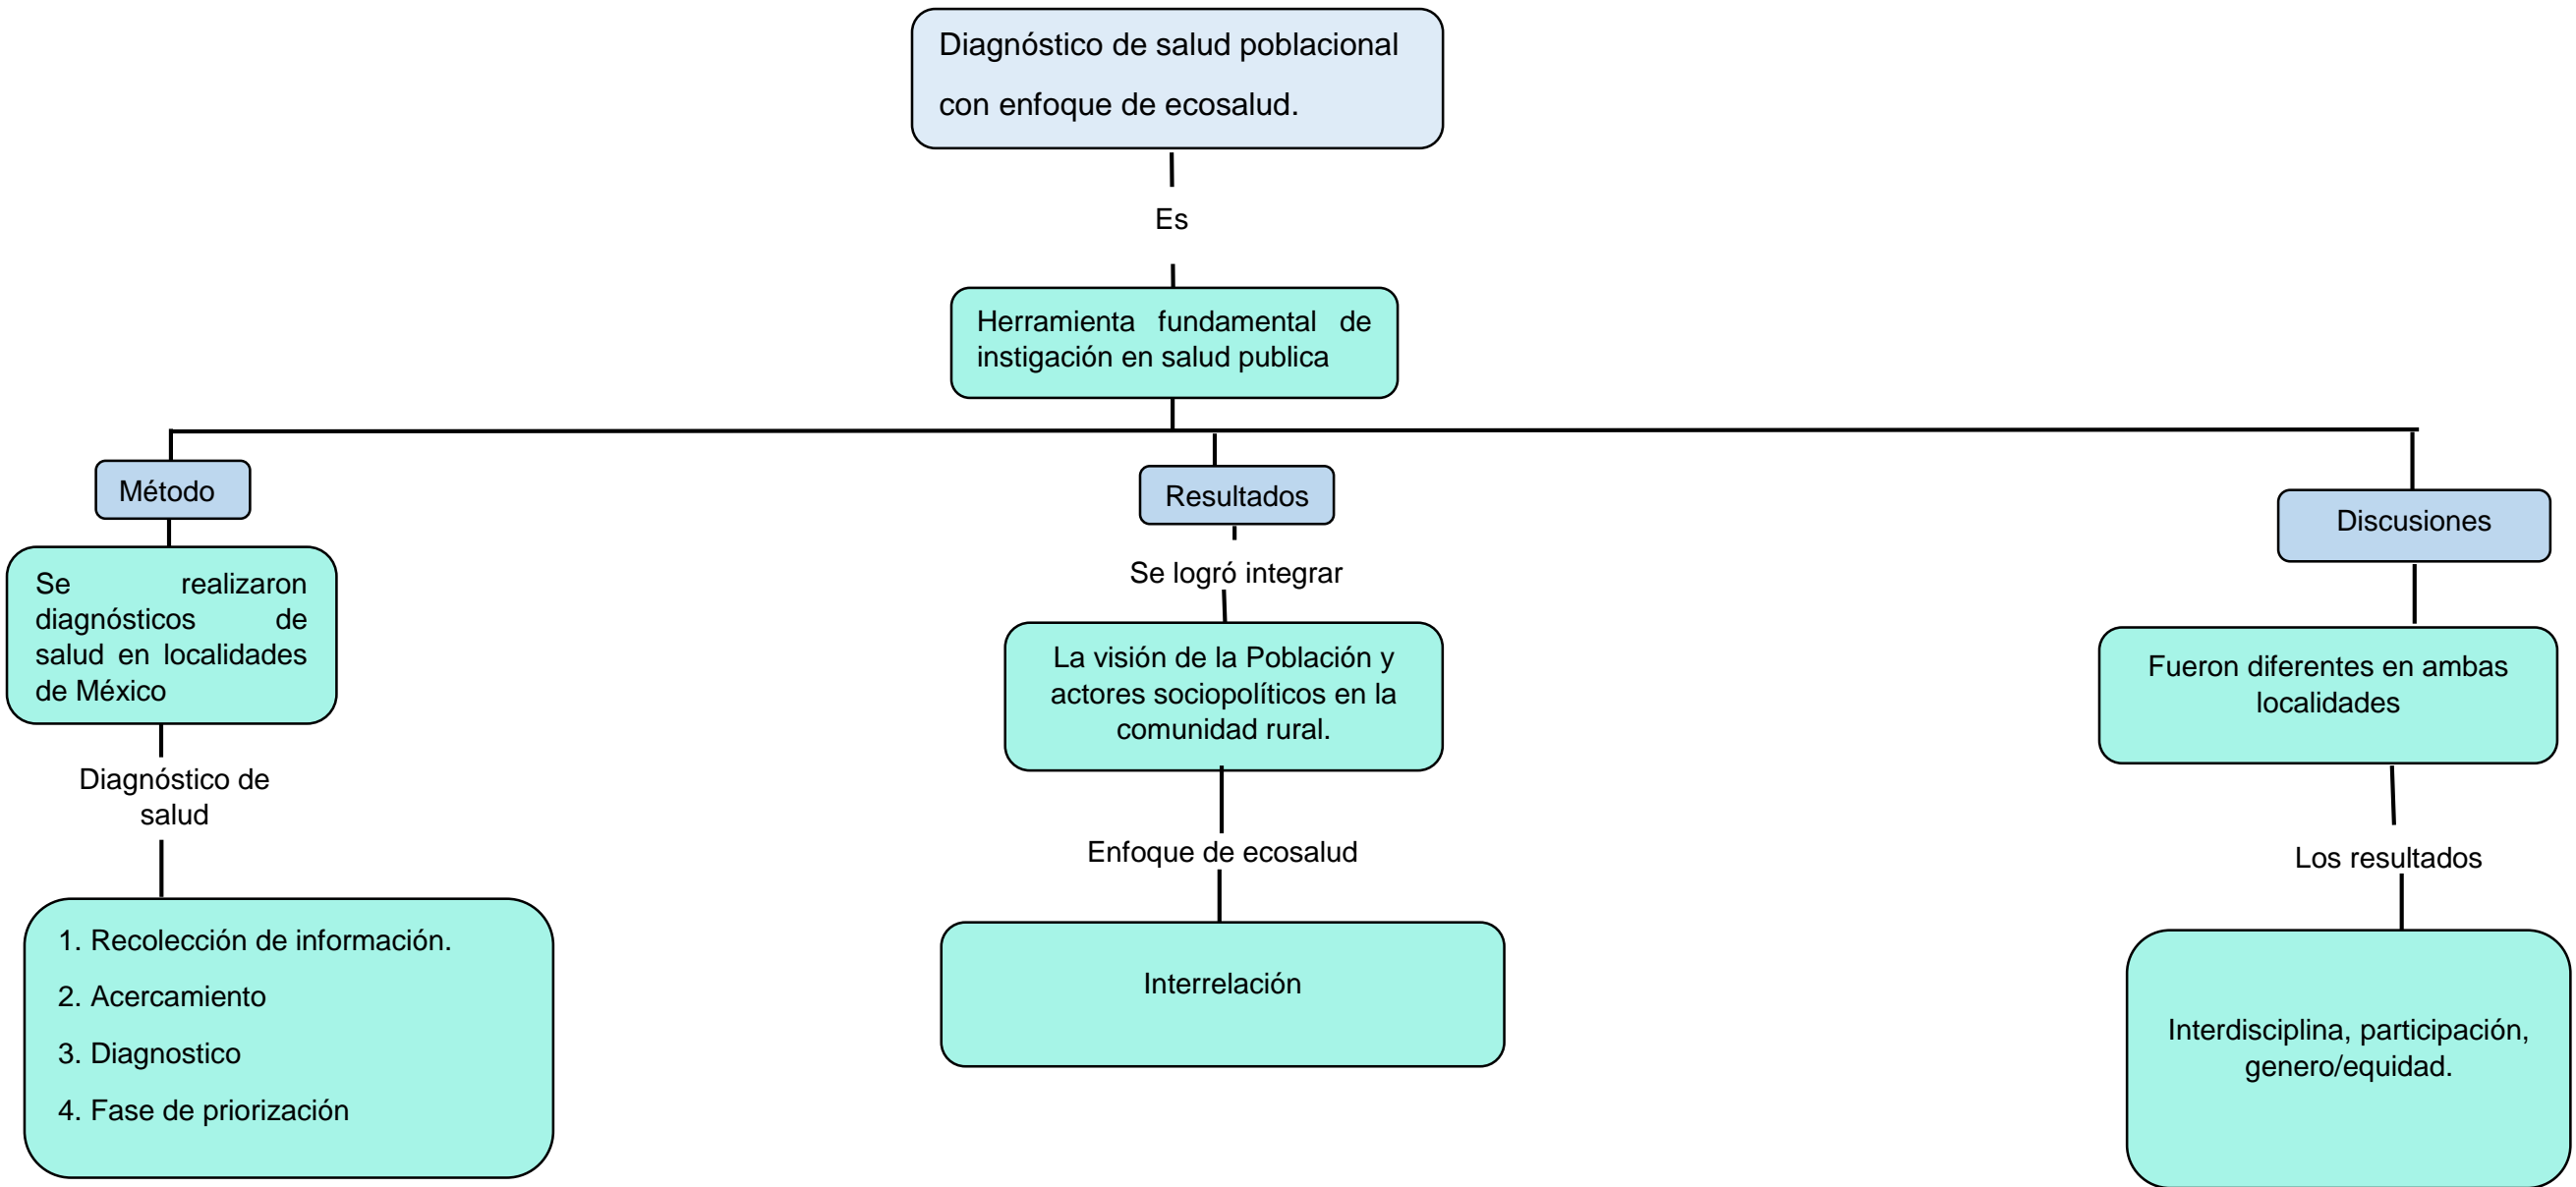 Diagnóstico de salud poblacional
con enfoque de ecosalud.
Es
Herramienta fundamental de
instigación en salud publica
Método
Se realizaron
diagnósticos de
salud en localidades
de México
Diagnóstico de
salud
1. Recolección de información.
2. Acercamiento
3. Diagnostico
4. Fase de priorización
Resultados
Se logró integrar
La visión de la Población y
actores sociopolíticos en la
comunidad rural.
Enfoque de ecosalud
Interrelación
Discusiones
Fueron diferentes en ambas
localidades
Los resultados
Interdisciplina, participación,
genero/equidad.